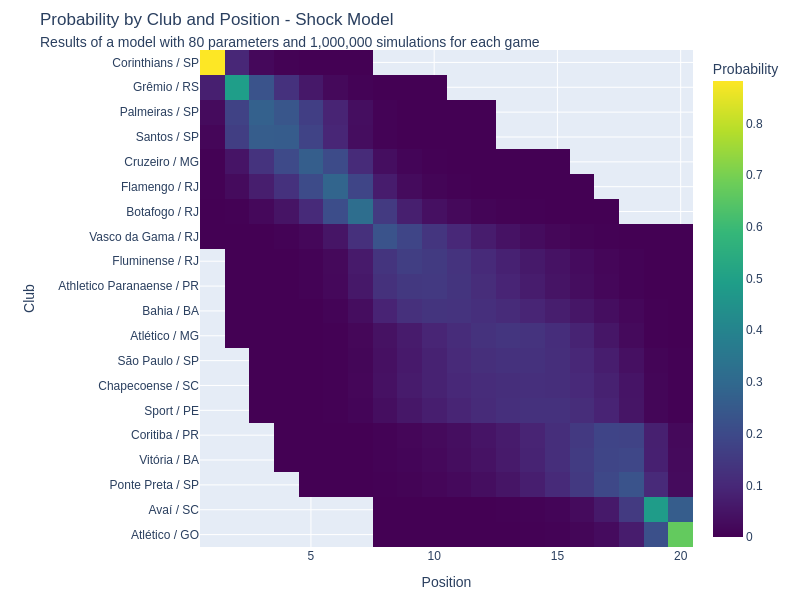 Probability by Club and Position - Shock Model
Results of a model with 80 parameters and 1,000,000 simulations for each game
Probability
Corinthians / SP
Grêmio / RS
Palmeiras / SP
Santos / SP
Cruzeiro / MG
Flamengo / RJ
Botafogo / RJ
Vasco da Gama / RJ
Fluminense / RJ
Athletico Paranaense / PR
Bahia / BA
Atlético / MG
São Paulo / SP
Chapecoense / SC
Sport / PE
Coritiba / PR
Vitória / BA
Ponte Preta / SP
Avaí / SC
Atlético / GO
Club
5
10
15
20
Position
0.8
0.7
0.6
0.5
0.4
0.3
0.2
0.1
0